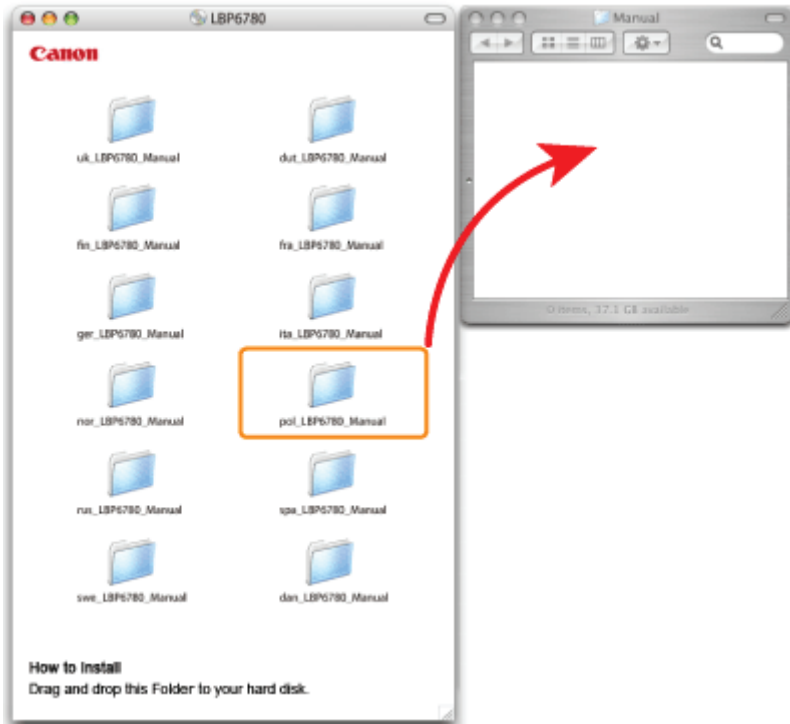 LBP6780
Manual
Canon
uk_LBP6780_Manual
dut_LBP6780_Manual
fin_LBP6780_Manual
fra_LBP6780_Manual
ger_LBP6780_Manual
ita_LBP6780_Manual
nor_LBP6780_Manual
pol_LBP6780_Manual
rus_LBP6780_Manual
spa_LBP6780_Manual
swe_LBP6780_Manual
dan_LBP6780_Manual
How to Install
Drag and drop this Folder to your hard disk.
0 items, 37.1 GB available